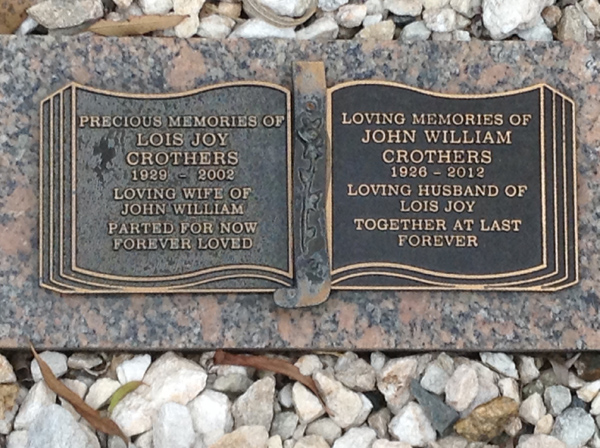 PRECIOUS MEMORIES OF
LOIS JOY
CROTHERS
1929 - 2002
LOVING WIFE OF
JOHN WILLIAM
PARTED FOR NOW
FOREVER LOVED
LOVING MEMORIES OF
JOHN WILLIAM
CROTHERS
1926 - 2012
LOVING HUSBAND OF
LOIS JOY
TOGETHER AT LAST
FOREVER